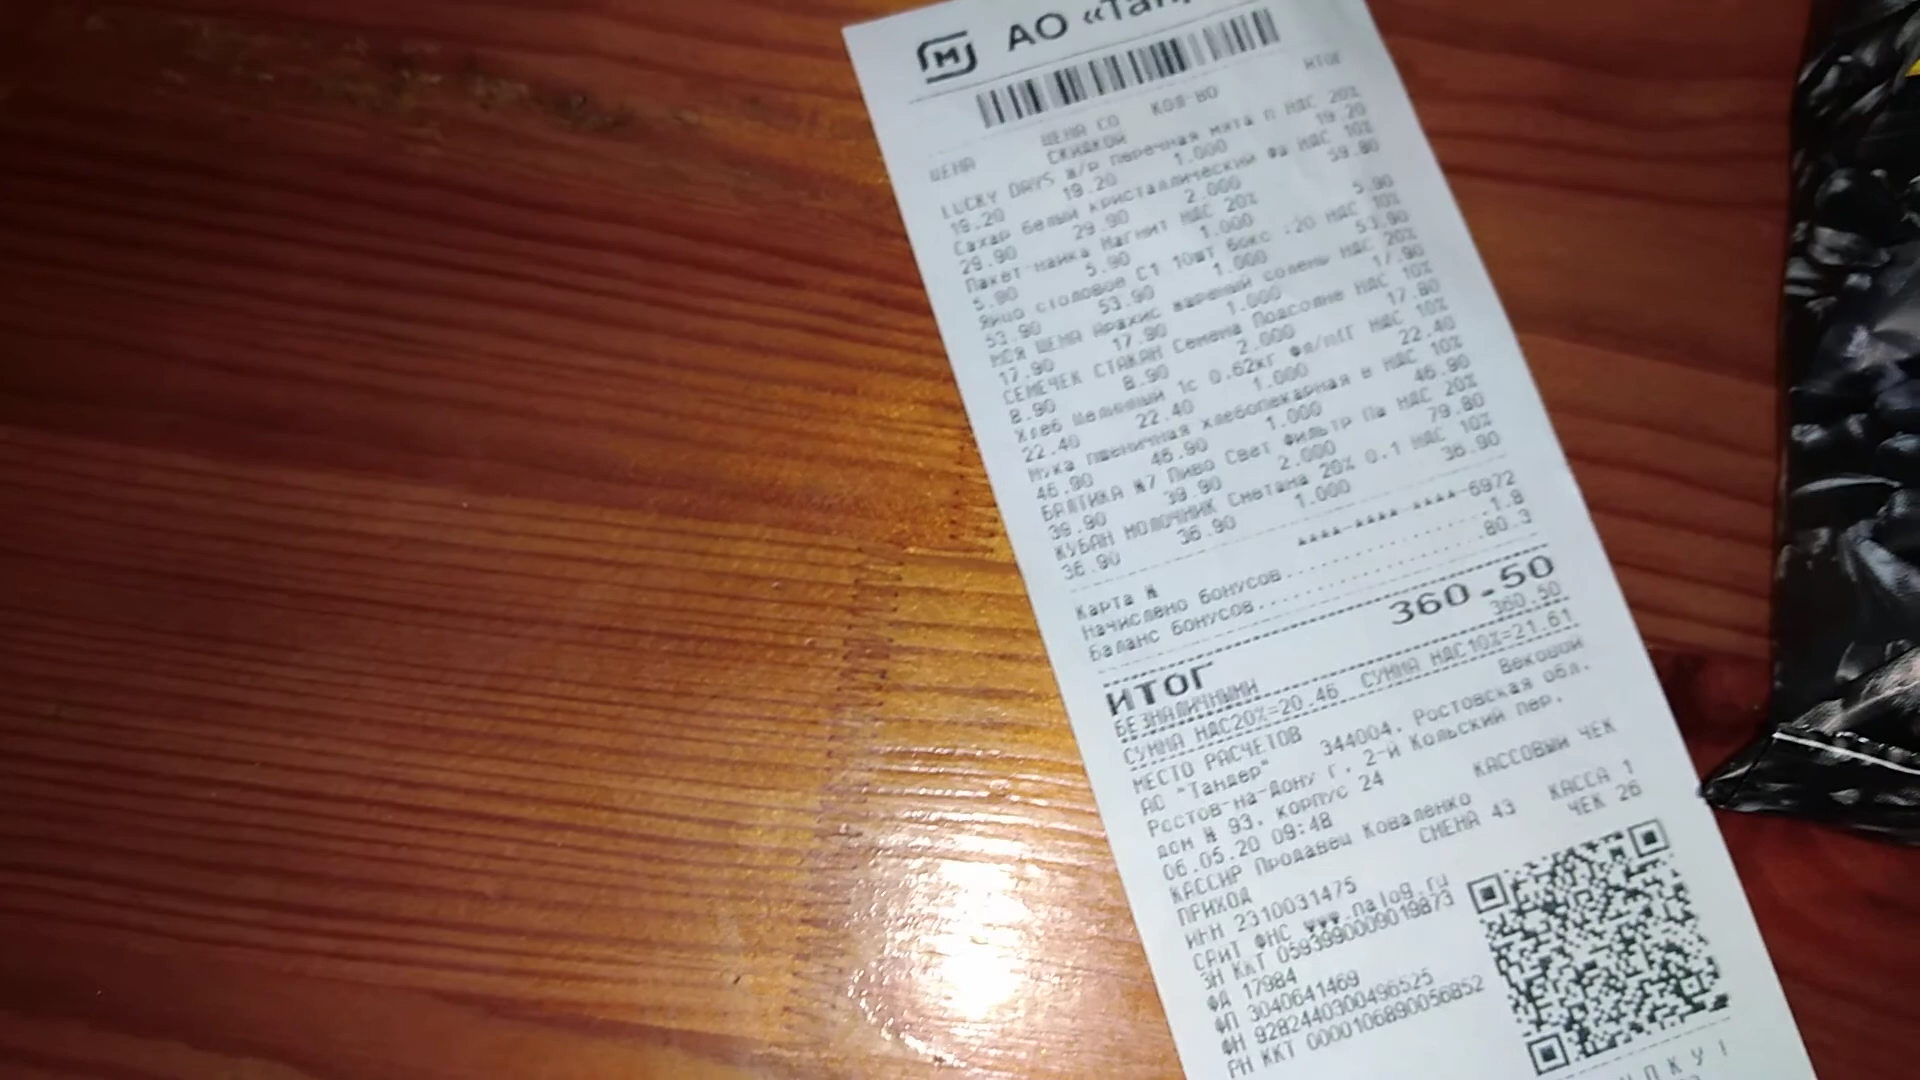 АО «Тан
ИТОГ
ЦЕНА ЦЕНА СО СКИДКОЙ КОЛ-ВО
LUCKY DAYS ж/р перечная мята п НДС 20%
19.20 19.20 1.000 19.20
Сахар белый кристаллический Фа НДС 10%
29.90 29.90 2.000 59.80
Пакет-майка Магнит НДС 20%
5.90 5.90 1.000 5.90
Яйцо столовое С1 10шт бокс :20 НДС 10%
53.90 53.90 1.000 53.90
МОЯ ЦЕНА Арахис жареный солены НДС 20%
17.90 17.90 1.000 17.90
СЕМЕЧЕК СТАКАН Семена Подсолне НДС 10%
8.90 8.90 2.000 17.80
Хлеб Целинный 1с 0.62кг Фл/пГГ НДС 10%
22.40 22.40 1.000 22.40
Мука пшеничная хлебопекарная в НДС 10%
46.90 46.90 1.000 46.90
БАЛТИКА №7 Пиво Свет Фильтр Па НДС 20%
39.90 39.90 2.000 79.80
КУБАН МОЛОЧНИК Сметана 20% 0.1 НДС 10%
36.90 36.90 1.000 36.90
Карта № ****-**** ****-6972
Начислено бонусов 1.8
Баланс бонусов 80.3
ИТОГ 360.50
БЕЗНАЛИЧНЫМИ 360.50
СУММА НДС20%=20.46 СУММА НДС10%=21.61
МЕСТО РАСЧЕТОВ Вековой
АО "Тандер" 344004, Ростовская обл.
Ростов-на-Дону г, 2-й Кольский пер,
дом № 93, корпус 24
06.05.20 09:48 КАССОВЫЙ ЧЕК
КАССИР Продавец Коваленко КАССА 1
ПРИХОД СМЕНА 43 ЧЕК 26
ИНН 2310031475
САЙТ ФНС www.nalog.ru
ЗН ККТ 0593990009019873
ФД 17984
ФП 3040641469
ФН 9282440300496525
РН ККТ 0000106890056852